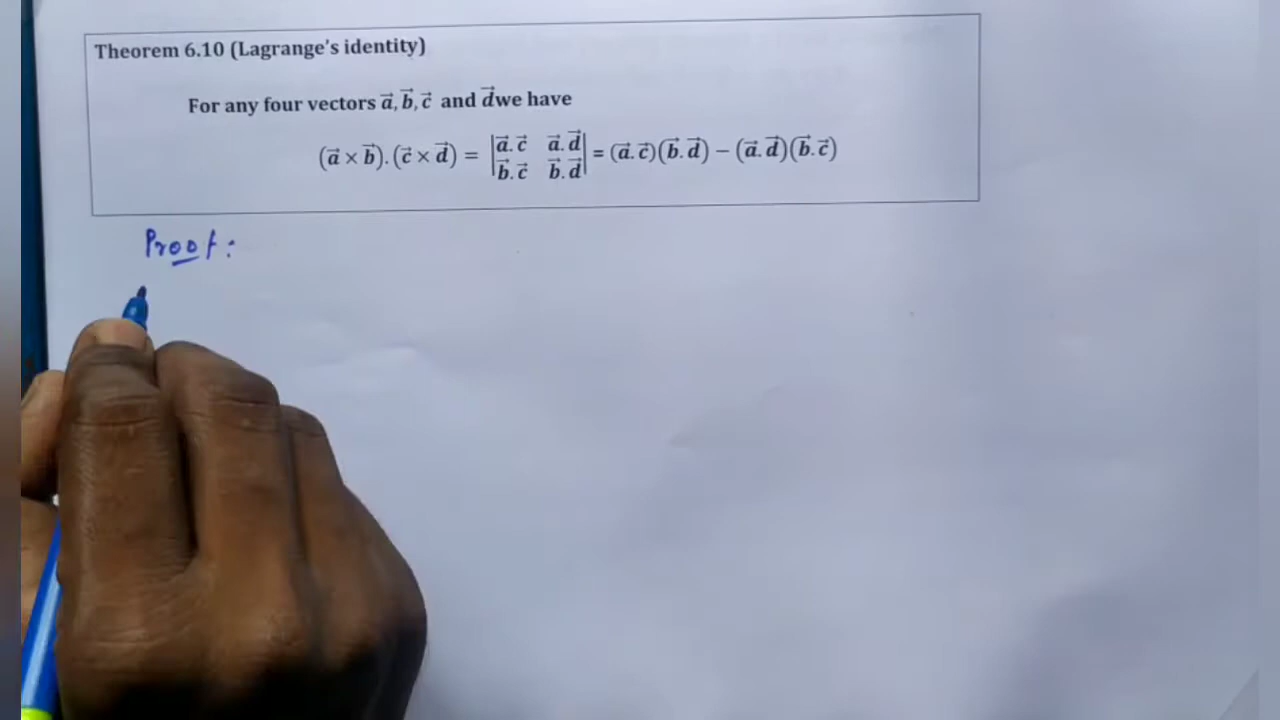 Theorem 6.10 (Lagrange's identity)
For any four vectors a⃗, b⃗, c⃗ and d⃗we have
(a⃗ × b⃗).(c⃗ × d⃗) = |a⃗.c⃗ a⃗.d⃗| = (a⃗.c⃗)(b⃗.d⃗) − (a⃗.d⃗)(b⃗.c⃗)
|b⃗.c⃗ b⃗.d⃗|
Proof: